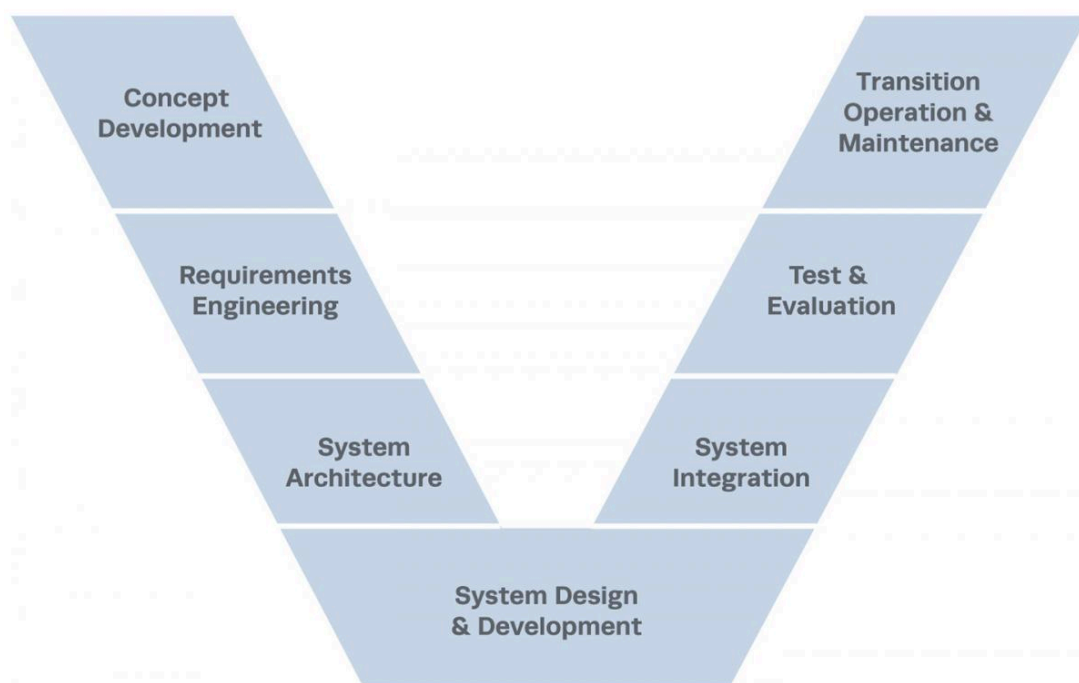 Concept
Development
Requirements
Engineering
System
Architecture
System Design
& Development
System
Integration
Test &
Evaluation
Transition
Operation &
Maintenance